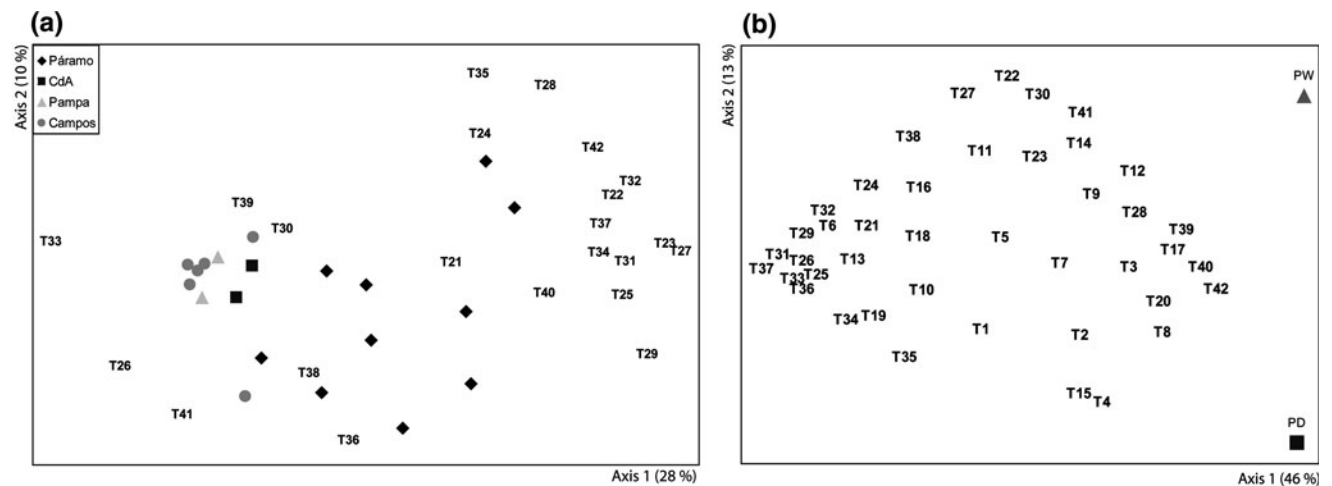 (a)
Axis 2 (10 %)
Páramo
CdA
Pampa
Campos
T35
T28
T24
T42
T32
T22
T39
T37
T30
T33
T23
T27
T34
T31
T21
T40
T25
T29
T26
T38
T41
T36
Axis 1 (28 %)
(b)
Axis 2 (13 %)
PW
T22
T27
T30
T41
T38
T14
T11
T23
T12
T24
T16
T9
T32
T28
T6
T21
T39
T29
T18
T5
T17
T31
T26
T13
T7
T3
T40
T37
T33
T25
T36
T10
T42
T20
T34
T19
T1
T2
T8
T35
T15
T4
PD
Axis 1 (46 %)